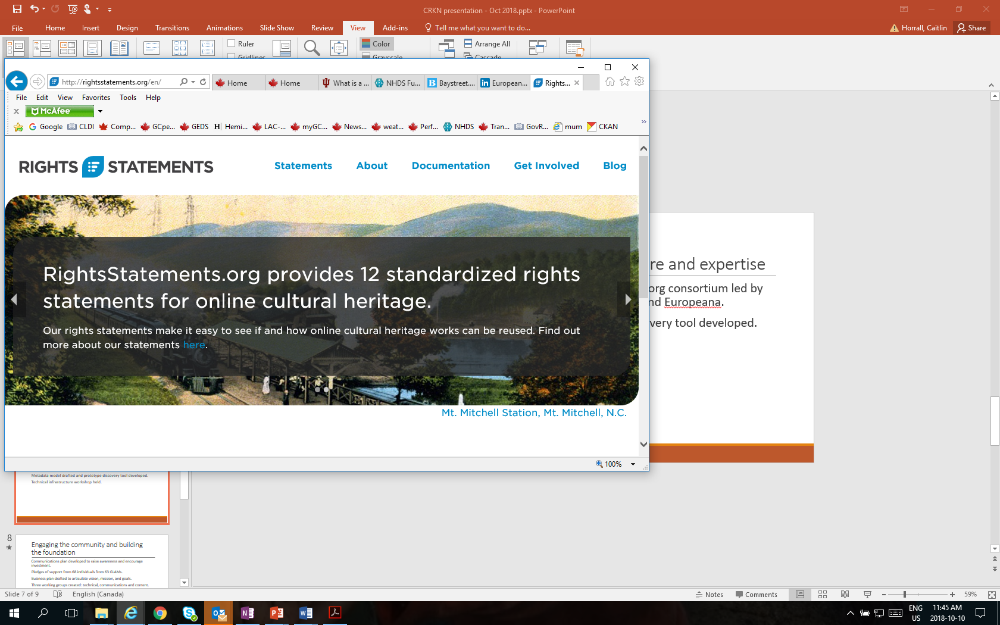 CRKN presentation - Oct 2018.pptx - PowerPoint
File Home Insert Design Transitions Animations Slide Show Review View Add-ins Tell me what you want to do... Horrall, Caitlin Share
Ruler
Gridlines
Color
Grayscale
Arrange All
Cascade
http://rightsstatements.org/en/ Home Home What is a ... NHDS Fu... Baystreet.... European... Rights...
File Edit View Favorites Tools Help
x McAfee
Google CLDI Comp... GCpe... GEDS Hemi... LAC-... myGC... News... weat... Perf... NHDS Tran... GovR... mum CKAN
RIGHTS STATEMENTS
Statements About Documentation Get Involved Blog
RightsStatements.org provides 12 standardized rights
statements for online cultural heritage.
Our rights statements make it easy to see if and how online cultural heritage works can be reused. Find out
more about our statements here.
Mt. Mitchell Station, Mt. Mitchell, N.C.
100%
re and expertise
org consortium led by
nd Europeana.
very tool developed.
Metadata model drafted and prototype discovery tool developed.
Technical infrastructure workshop held.
8
Engaging the community and building
the foundation
Communications plan developed to raise awareness and encourage
investment.
Pledges of support from 68 individuals from 63 GLAMs.
Business plan drafted to articulate vision, mission, and goals.
Three working groups created: technical, communications and content.
Slide 7 of 9 English (Canada) Notes Comments 59%
ENG
US
11:45 AM
2018-10-10